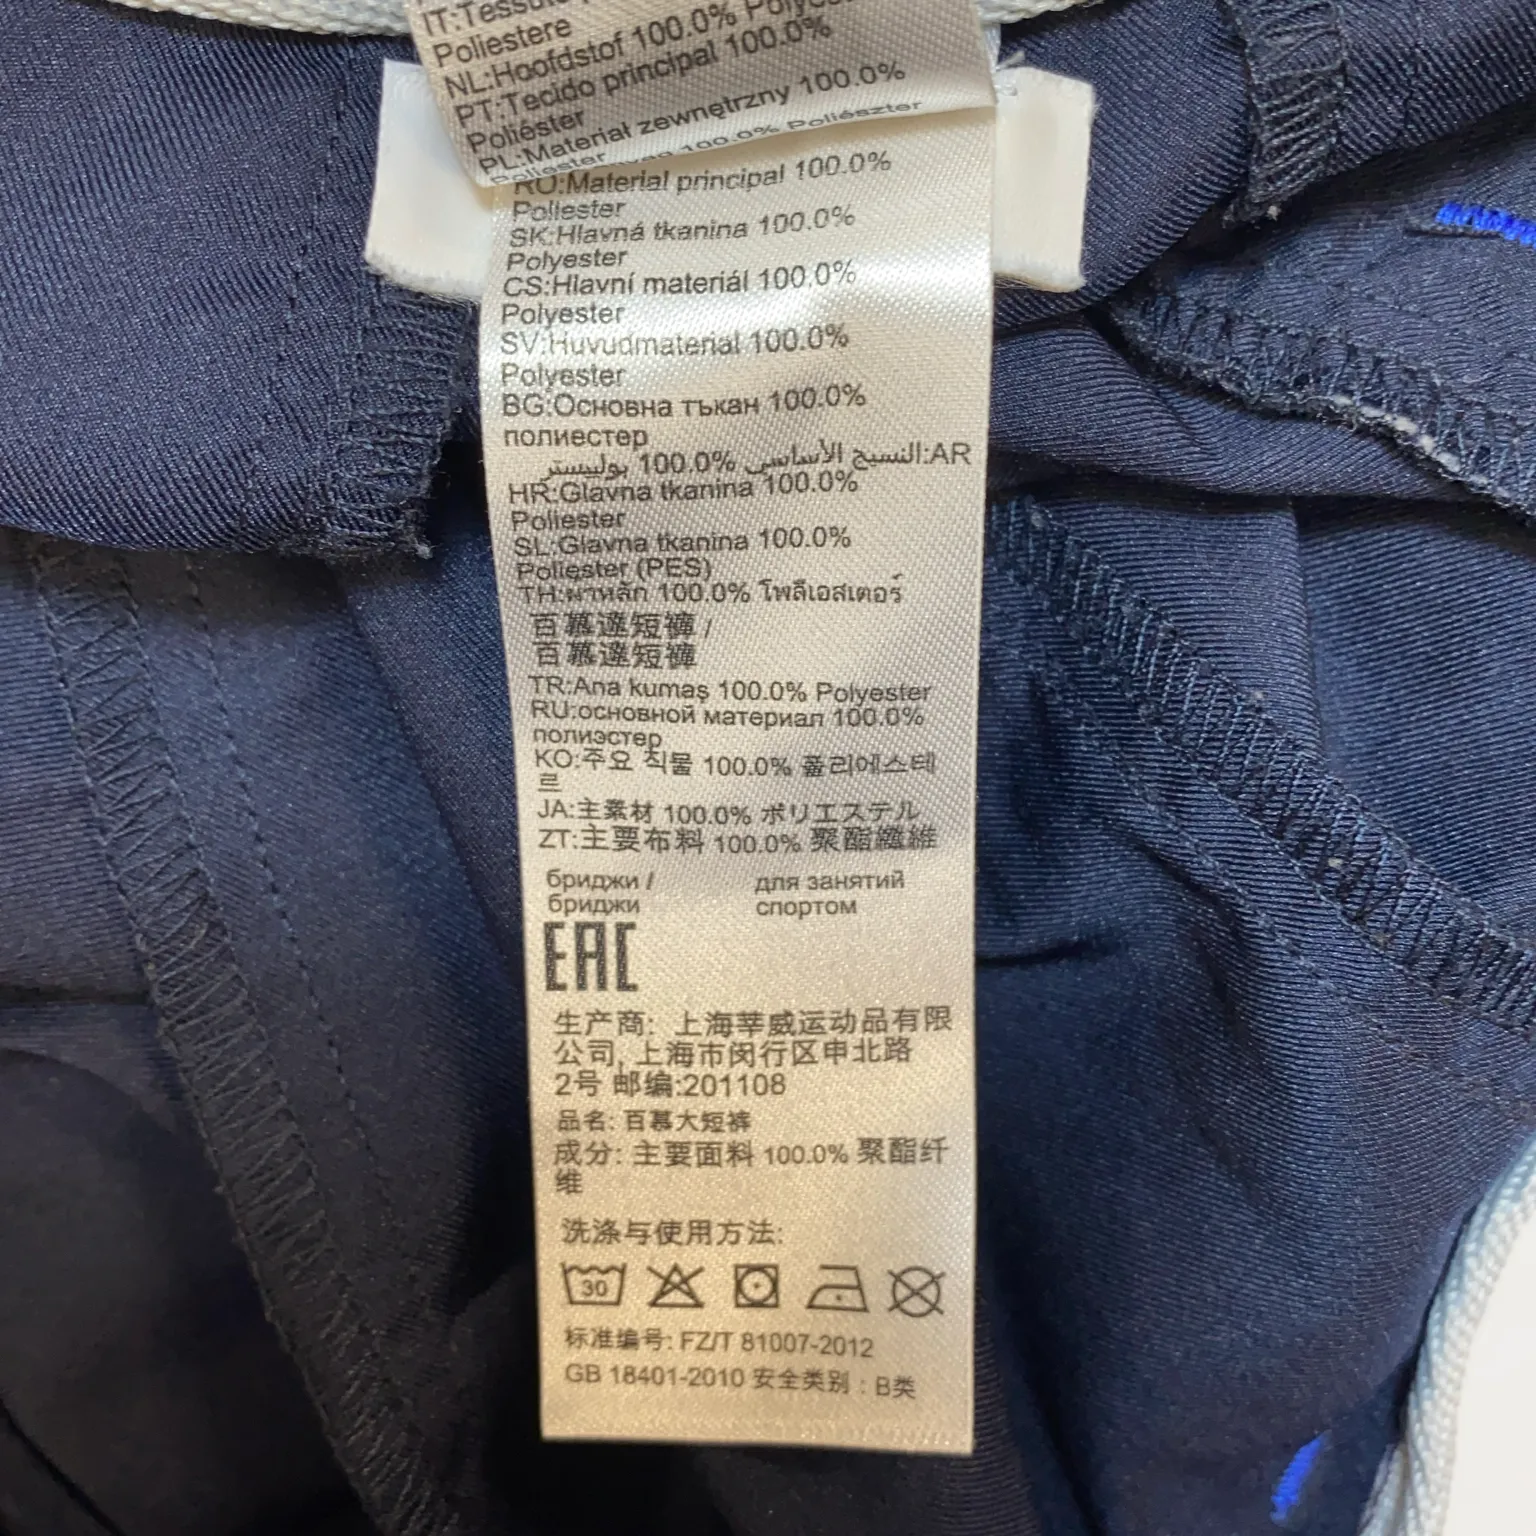 IT:Tessuto
Poliestere
NL:Hoofdstof 100.0% Polyester
PT:Tecido principal 100.0%
Poliéster
PL:Materiał zewnętrzny 100.0%
Poliester
100.0% Poliészter
RO:Material principal 100.0%
Poliester
SK:Hlavná tkanina 100.0%
Polyester
CS:Hlavní materiál 100.0%
Polyester
SV:Huvudmaterial 100.0%
Polyester
BG:Основна тъкан 100.0%
полиестер
AR:النسيج الأساسي 100.0% بوليستر
HR:Glavna tkanina 100.0%
Poliester
SL:Glavna tkanina 100.0%
Poliester (PES)
TH:ผ้าหลัก 100.0% โพลีเอสเตอร์
百慕達短褲 /
百慕達短褲
TR:Ana kumaş 100.0% Polyester
RU:основной материал 100.0%
полиэстер
KO:주요 직물 100.0% 폴리에스테
르
JA:主素材 100.0% ポリエステル
ZT:主要布料 100.0% 聚酯纖維
бриджи / для занятий
бриджи спортом
EAC
生产商: 上海莘威运动品有限
公司, 上海市闵行区申北路
2号 邮编:201108
品名: 百慕大短裤
成分: 主要面料 100.0% 聚酯纤
维
洗涤与使用方法:
30
标准编号: FZ/T 81007-2012
GB 18401-2010 安全类别：B类